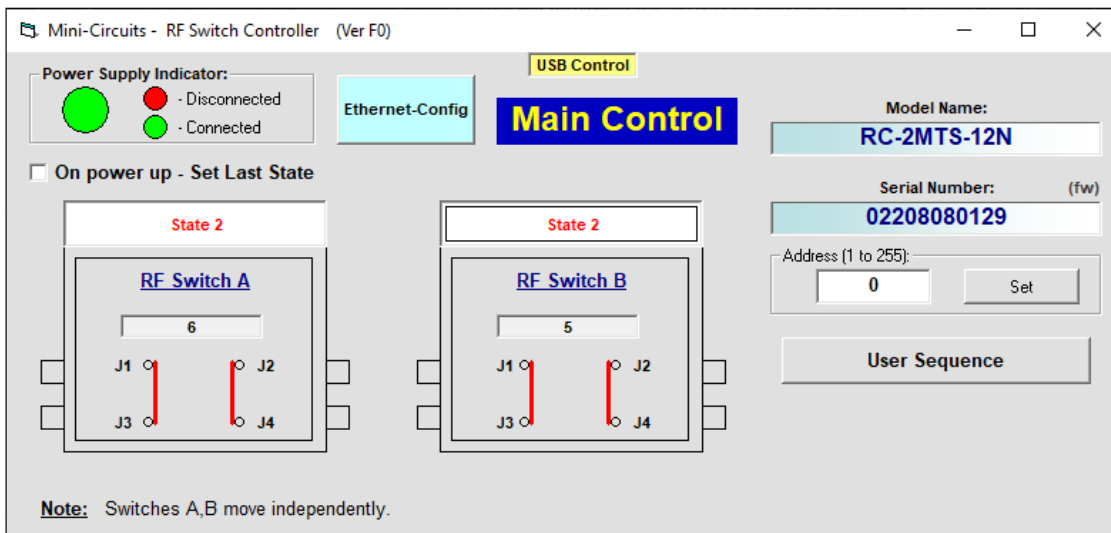 Mini-Circuits - RF Switch Controller (Ver F0)
USB Control
Power Supply Indicator:
- Disconnected
- Connected
Ethernet-Config
Main Control
Model Name:
RC-2MTS-12N
On power up - Set Last State
Serial Number: (fw)
02208080129
State 2
State 2
Address (1 to 255):
0 Set
RF Switch A
RF Switch B
6
5
User Sequence
J1 J2
J3 J4
J1 J2
J3 J4
Note: Switches A,B move independently.